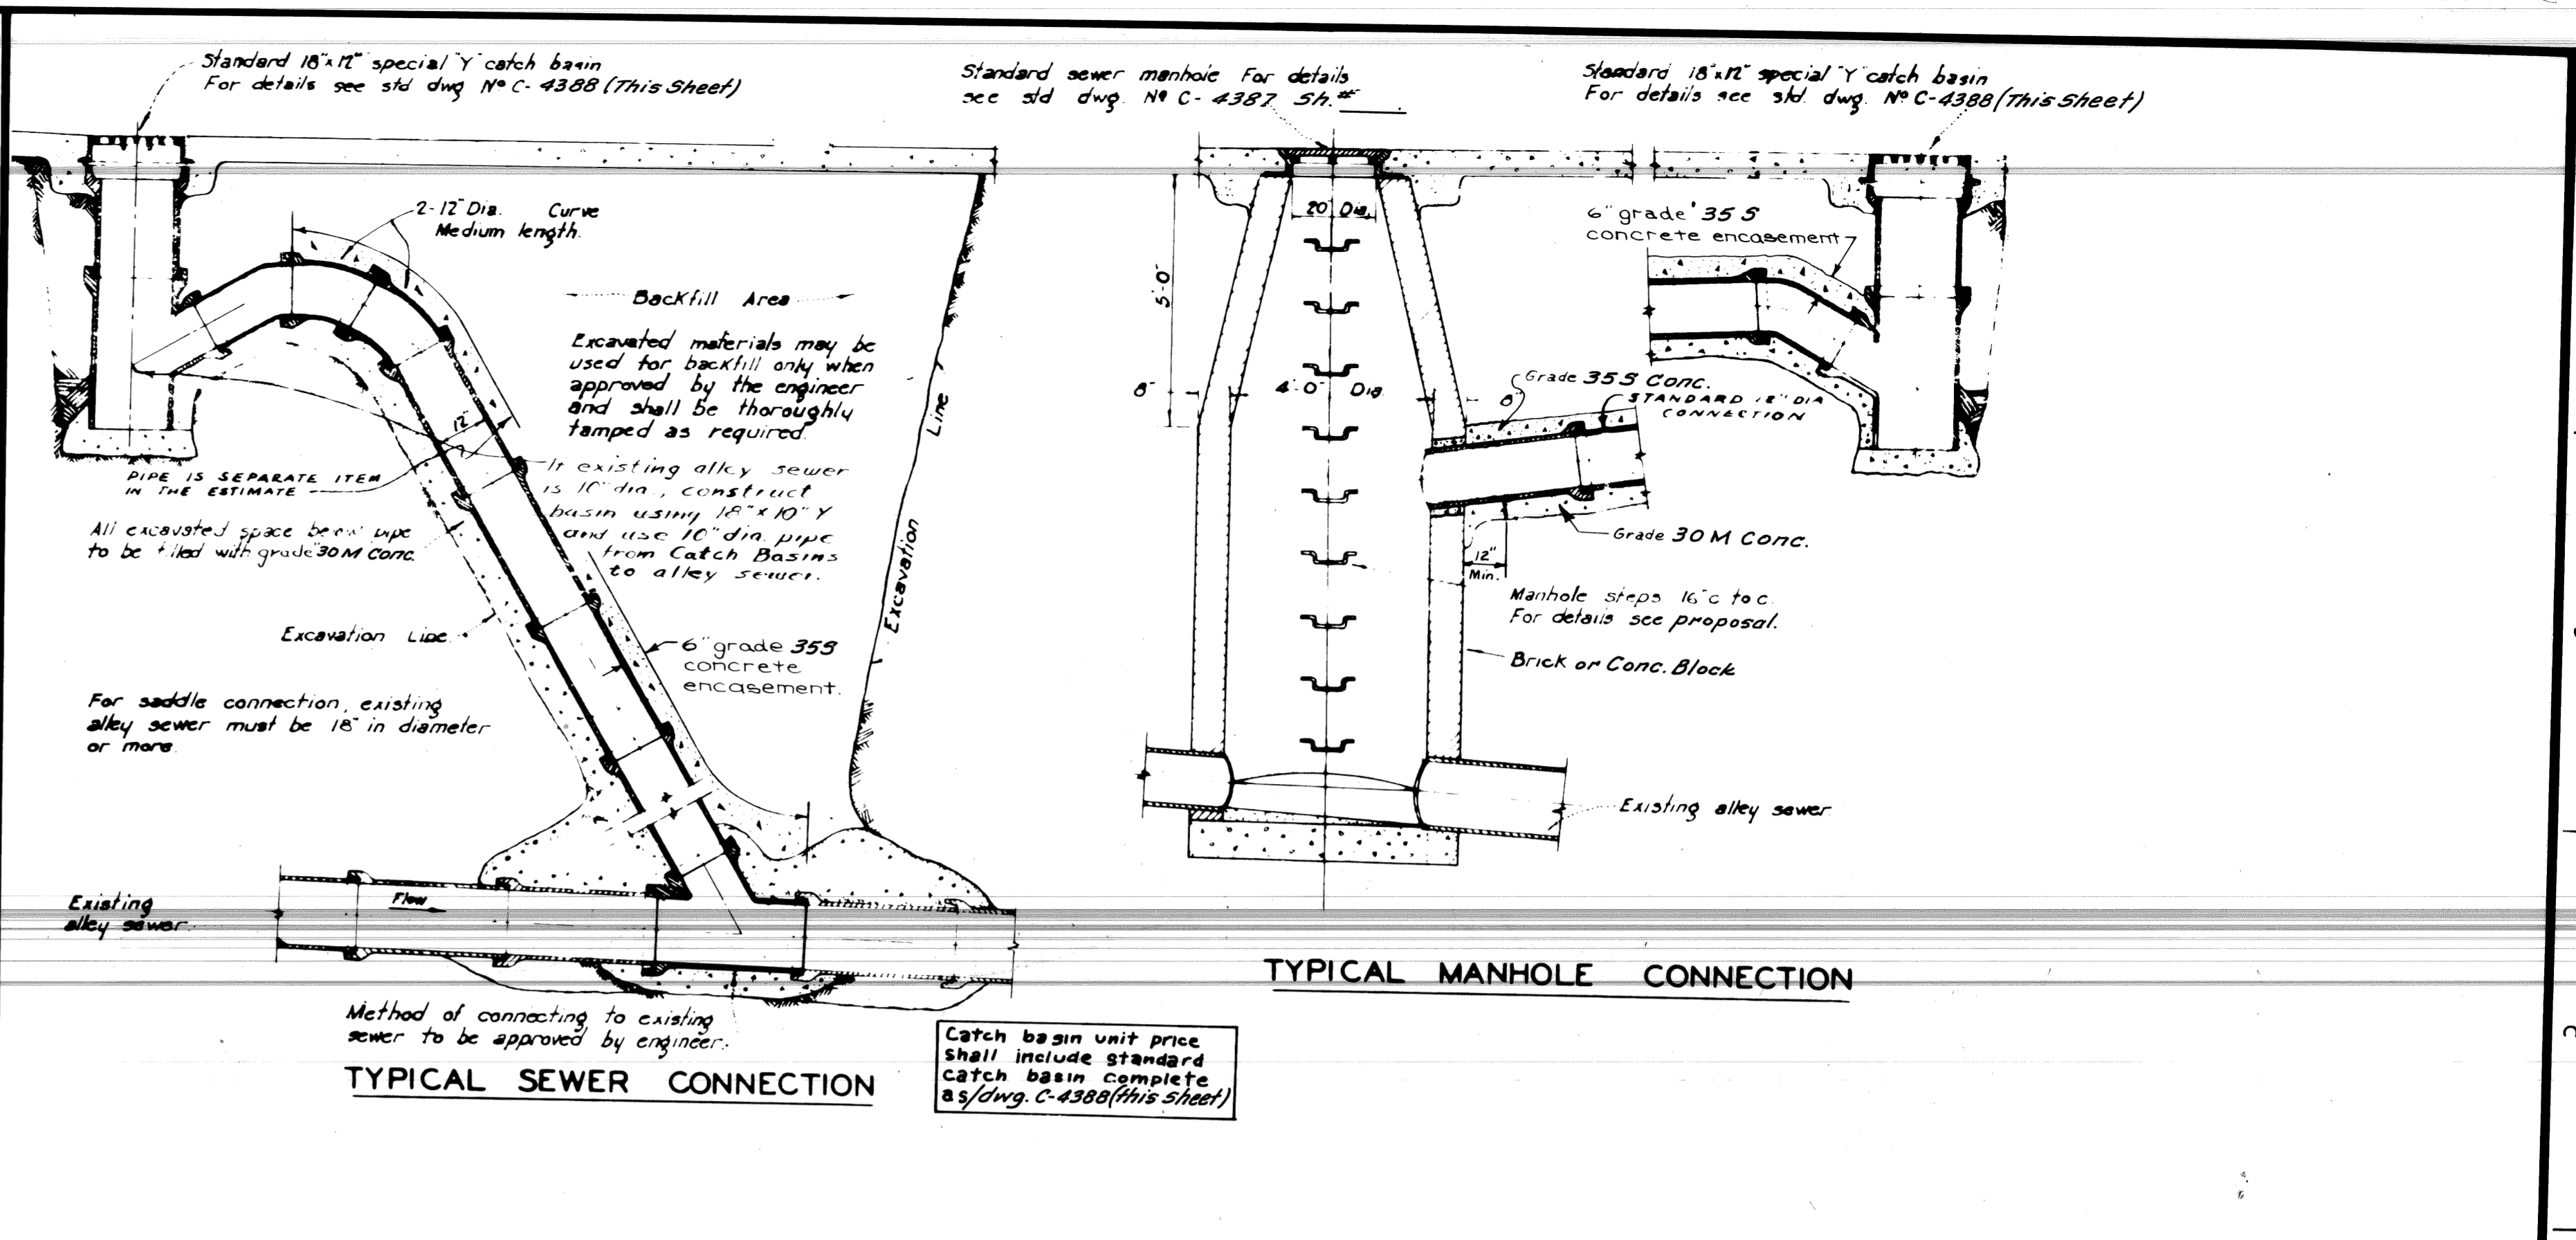 Standard 18"x12" special "Y" catch basin
For details see std dwg Nº C-4388 (This Sheet)
Standard sewer manhole For details
see std dwg. Nº C-4387 Sh.#
Standard 18"x12" special "Y" catch basin
For details see std. dwg. Nº C-4388 (This Sheet)
2-12" Dia. Curve
Medium length.
Backfill Area
Excavated materials may be
used for backfill only when
approved by the engineer
and shall be thoroughly
tamped as required.
12"
PIPE IS SEPARATE ITEM
IN THE ESTIMATE
If existing alley sewer
is 10" dia., construct
basin using 18"x10" Y
and use 10" dia. pipe
from Catch Basins
to alley sewer.
All excavated space below pipe
to be filled with grade 30M Conc.
Excavation Line
Excavation Line
6" grade 35S
concrete
encasement.
For saddle connection, existing
alley sewer must be 18" in diameter
or more.
Existing
alley sewer
Flow
Method of connecting to existing
sewer to be approved by engineer.
TYPICAL SEWER CONNECTION
Catch basin unit price
shall include standard
catch basin complete
as/dwg. C-4388 (this sheet)
20" Dia.
5'-0"
8"
4'-0" Dia.
8"
6" grade 35S
concrete encasement
Grade 35S Conc.
STANDARD 12" DIA
CONNECTION
Grade 30M Conc.
12"
Min.
Manhole steps 16" c to c.
For details see proposal.
Brick or Conc. Block
Existing alley sewer
TYPICAL MANHOLE CONNECTION